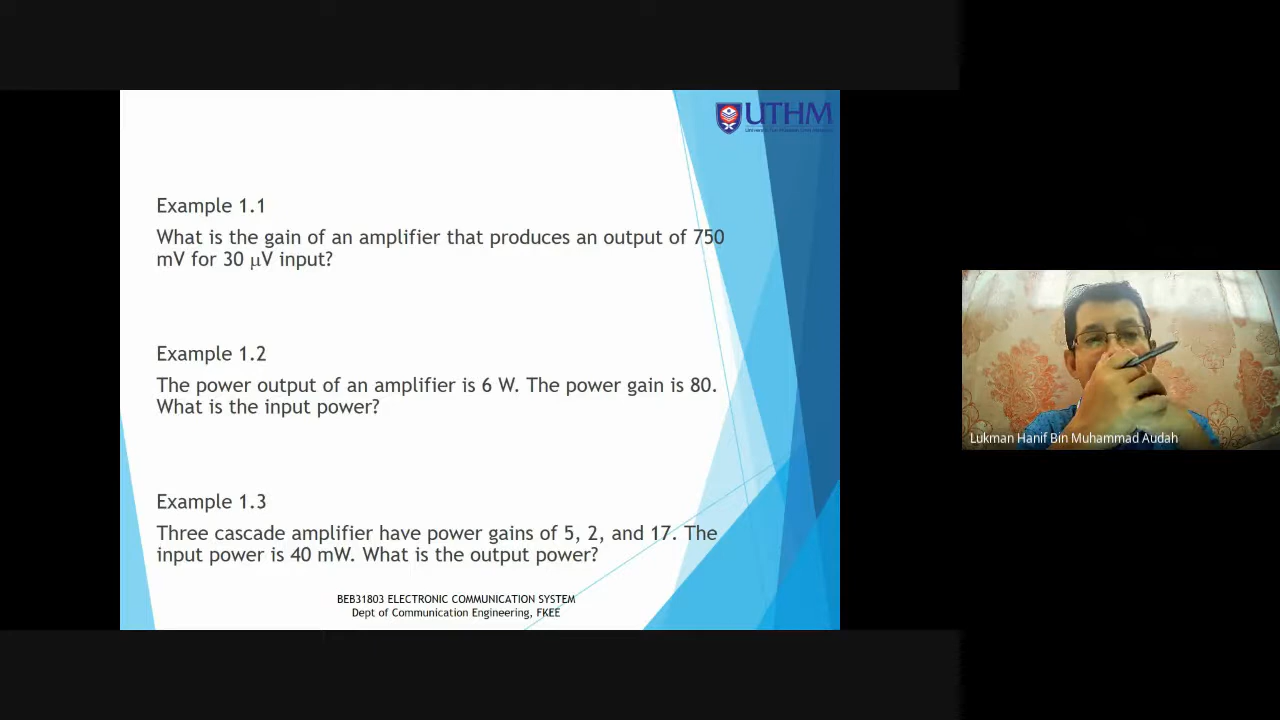 UTHM
Example 1.1
What is the gain of an amplifier that produces an output of 750
mV for 30 μV input?
Example 1.2
The power output of an amplifier is 6 W. The power gain is 80.
What is the input power?
Example 1.3
Three cascade amplifier have power gains of 5, 2, and 17. The
input power is 40 mW. What is the output power?
BEB31803 ELECTRONIC COMMUNICATION SYSTEM
Dept of Communication Engineering, FKEE
Lukman Hanif Bin Muhammad Audah